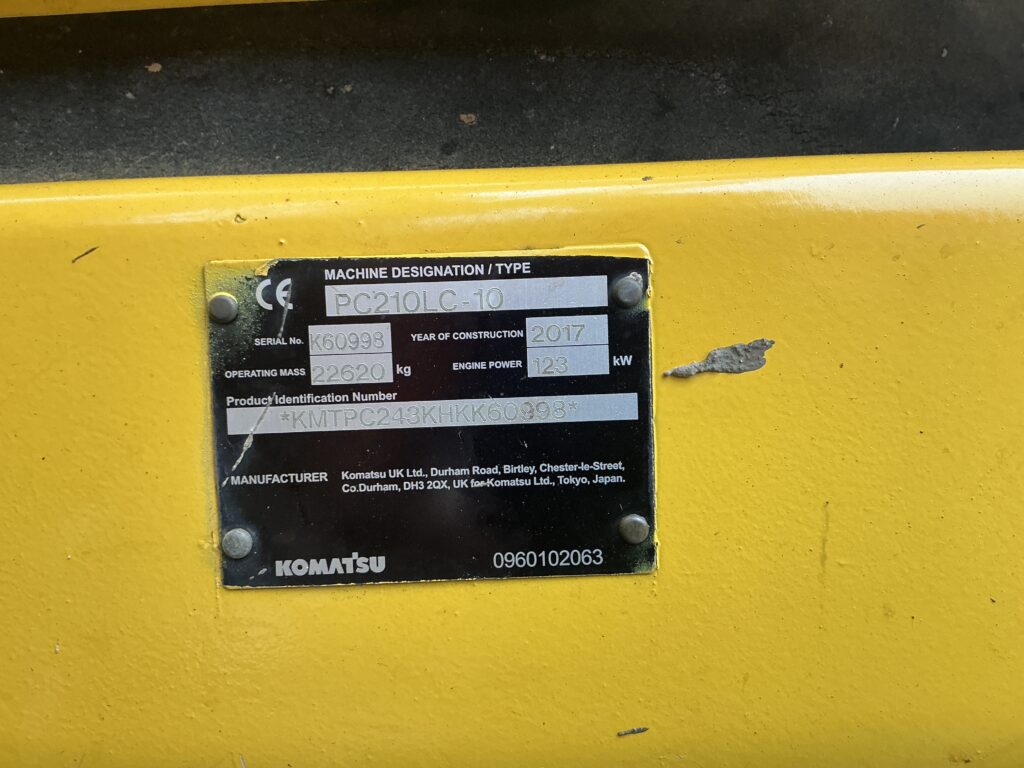 CE
MACHINE DESIGNATION / TYPE
PC210LC-10
SERIAL No. K60998 YEAR OF CONSTRUCTION 2017
OPERATING MASS 22620 kg ENGINE POWER 123 kW
Product Identification Number
*KMTPC243KHKK60998*
MANUFACTURER Komatsu UK Ltd., Durham Road, Birtley, Chester-le-Street,
Co.Durham, DH3 2QX, UK for Komatsu Ltd., Tokyo, Japan.
KOMATSU 0960102063